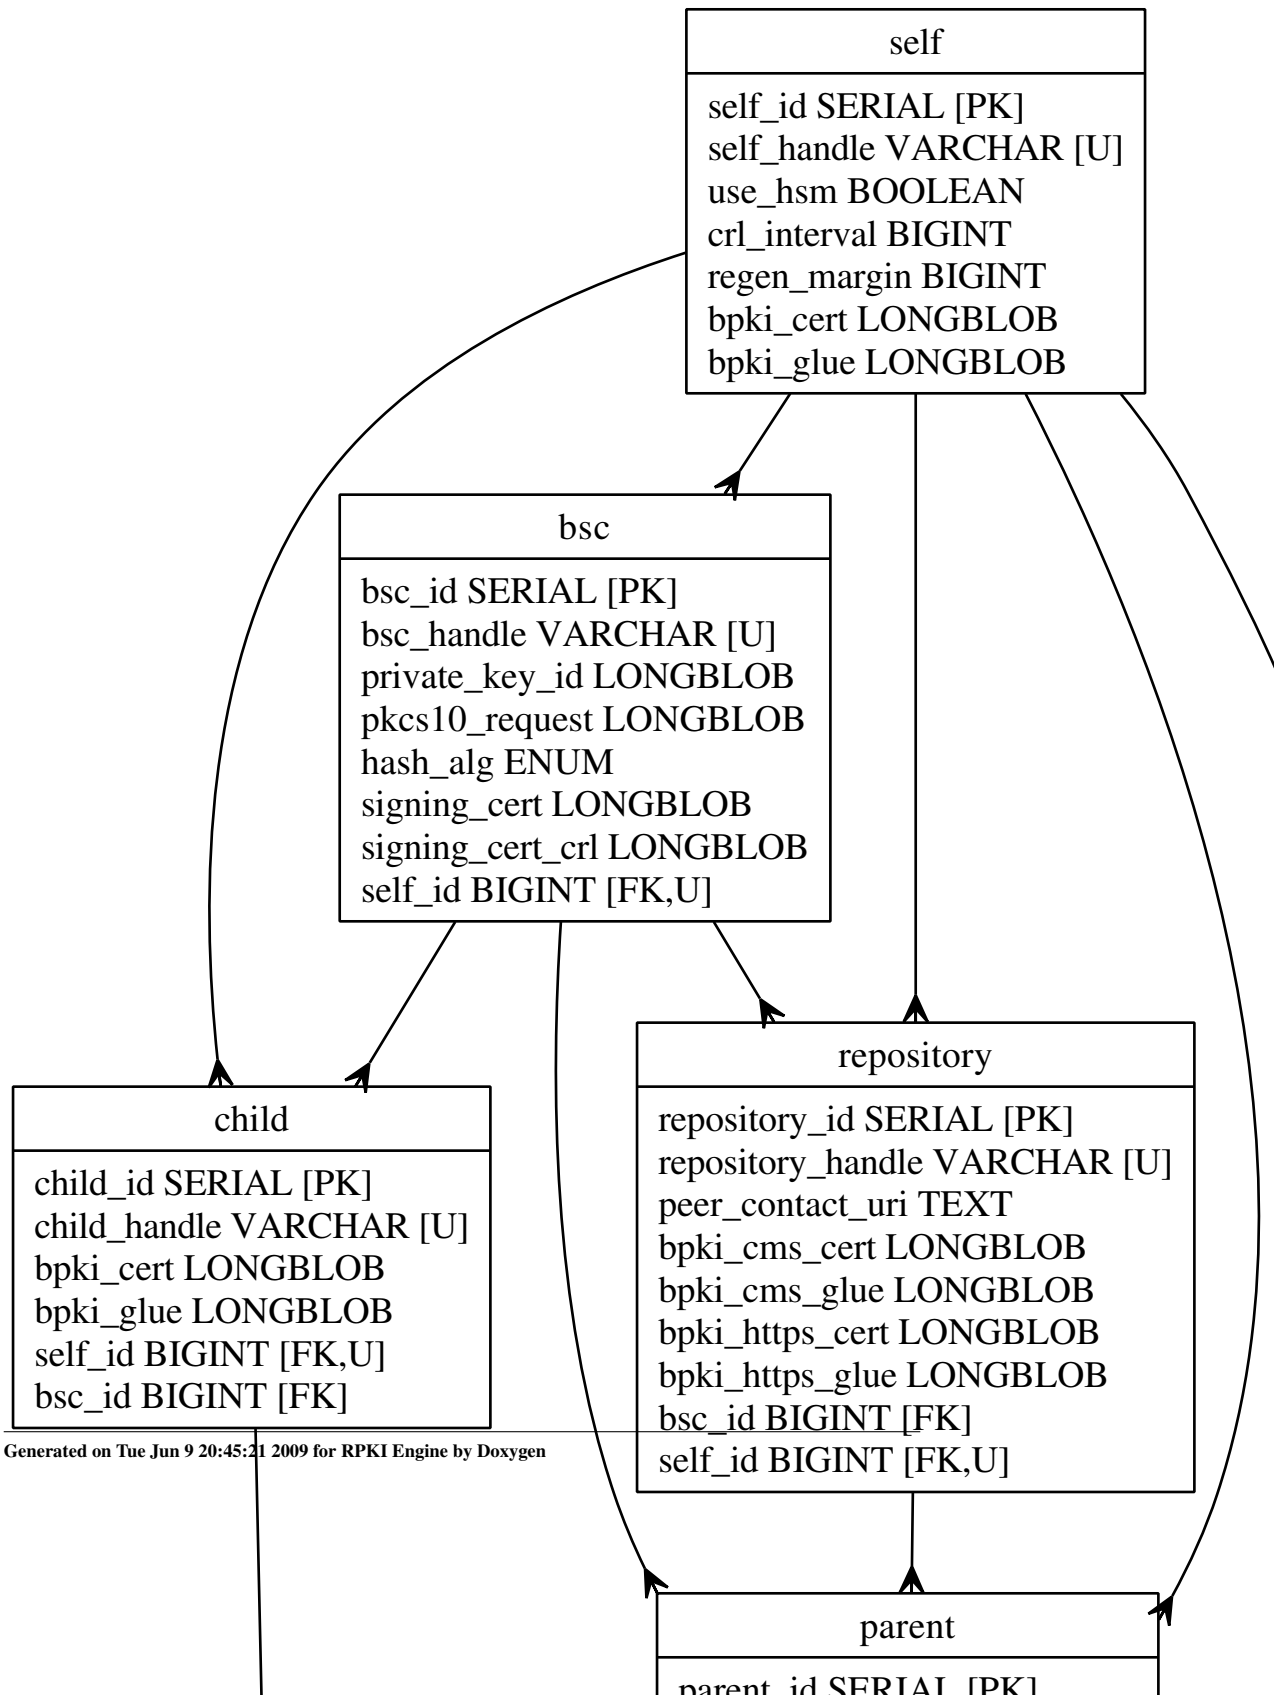 self
self_id SERIAL [PK]
self_handle VARCHAR [U]
use_hsm BOOLEAN
crl_interval BIGINT
regen_margin BIGINT
bpki_cert LONGBLOB
bpki_glue LONGBLOB
bsc
bsc_id SERIAL [PK]
bsc_handle VARCHAR [U]
private_key_id LONGBLOB
pkcs10_request LONGBLOB
hash_alg ENUM
signing_cert LONGBLOB
signing_cert_crl LONGBLOB
self_id BIGINT [FK,U]
child
child_id SERIAL [PK]
child_handle VARCHAR [U]
bpki_cert LONGBLOB
bpki_glue LONGBLOB
self_id BIGINT [FK,U]
bsc_id BIGINT [FK]
repository
repository_id SERIAL [PK]
repository_handle VARCHAR [U]
peer_contact_uri TEXT
bpki_cms_cert LONGBLOB
bpki_cms_glue LONGBLOB
bpki_https_cert LONGBLOB
bpki_https_glue LONGBLOB
bsc_id BIGINT [FK]
self_id BIGINT [FK,U]
Generated on Tue Jun 9 20:45:21 2009 for RPKI Engine by Doxygen
parent
parent_id SERIAL [PK]